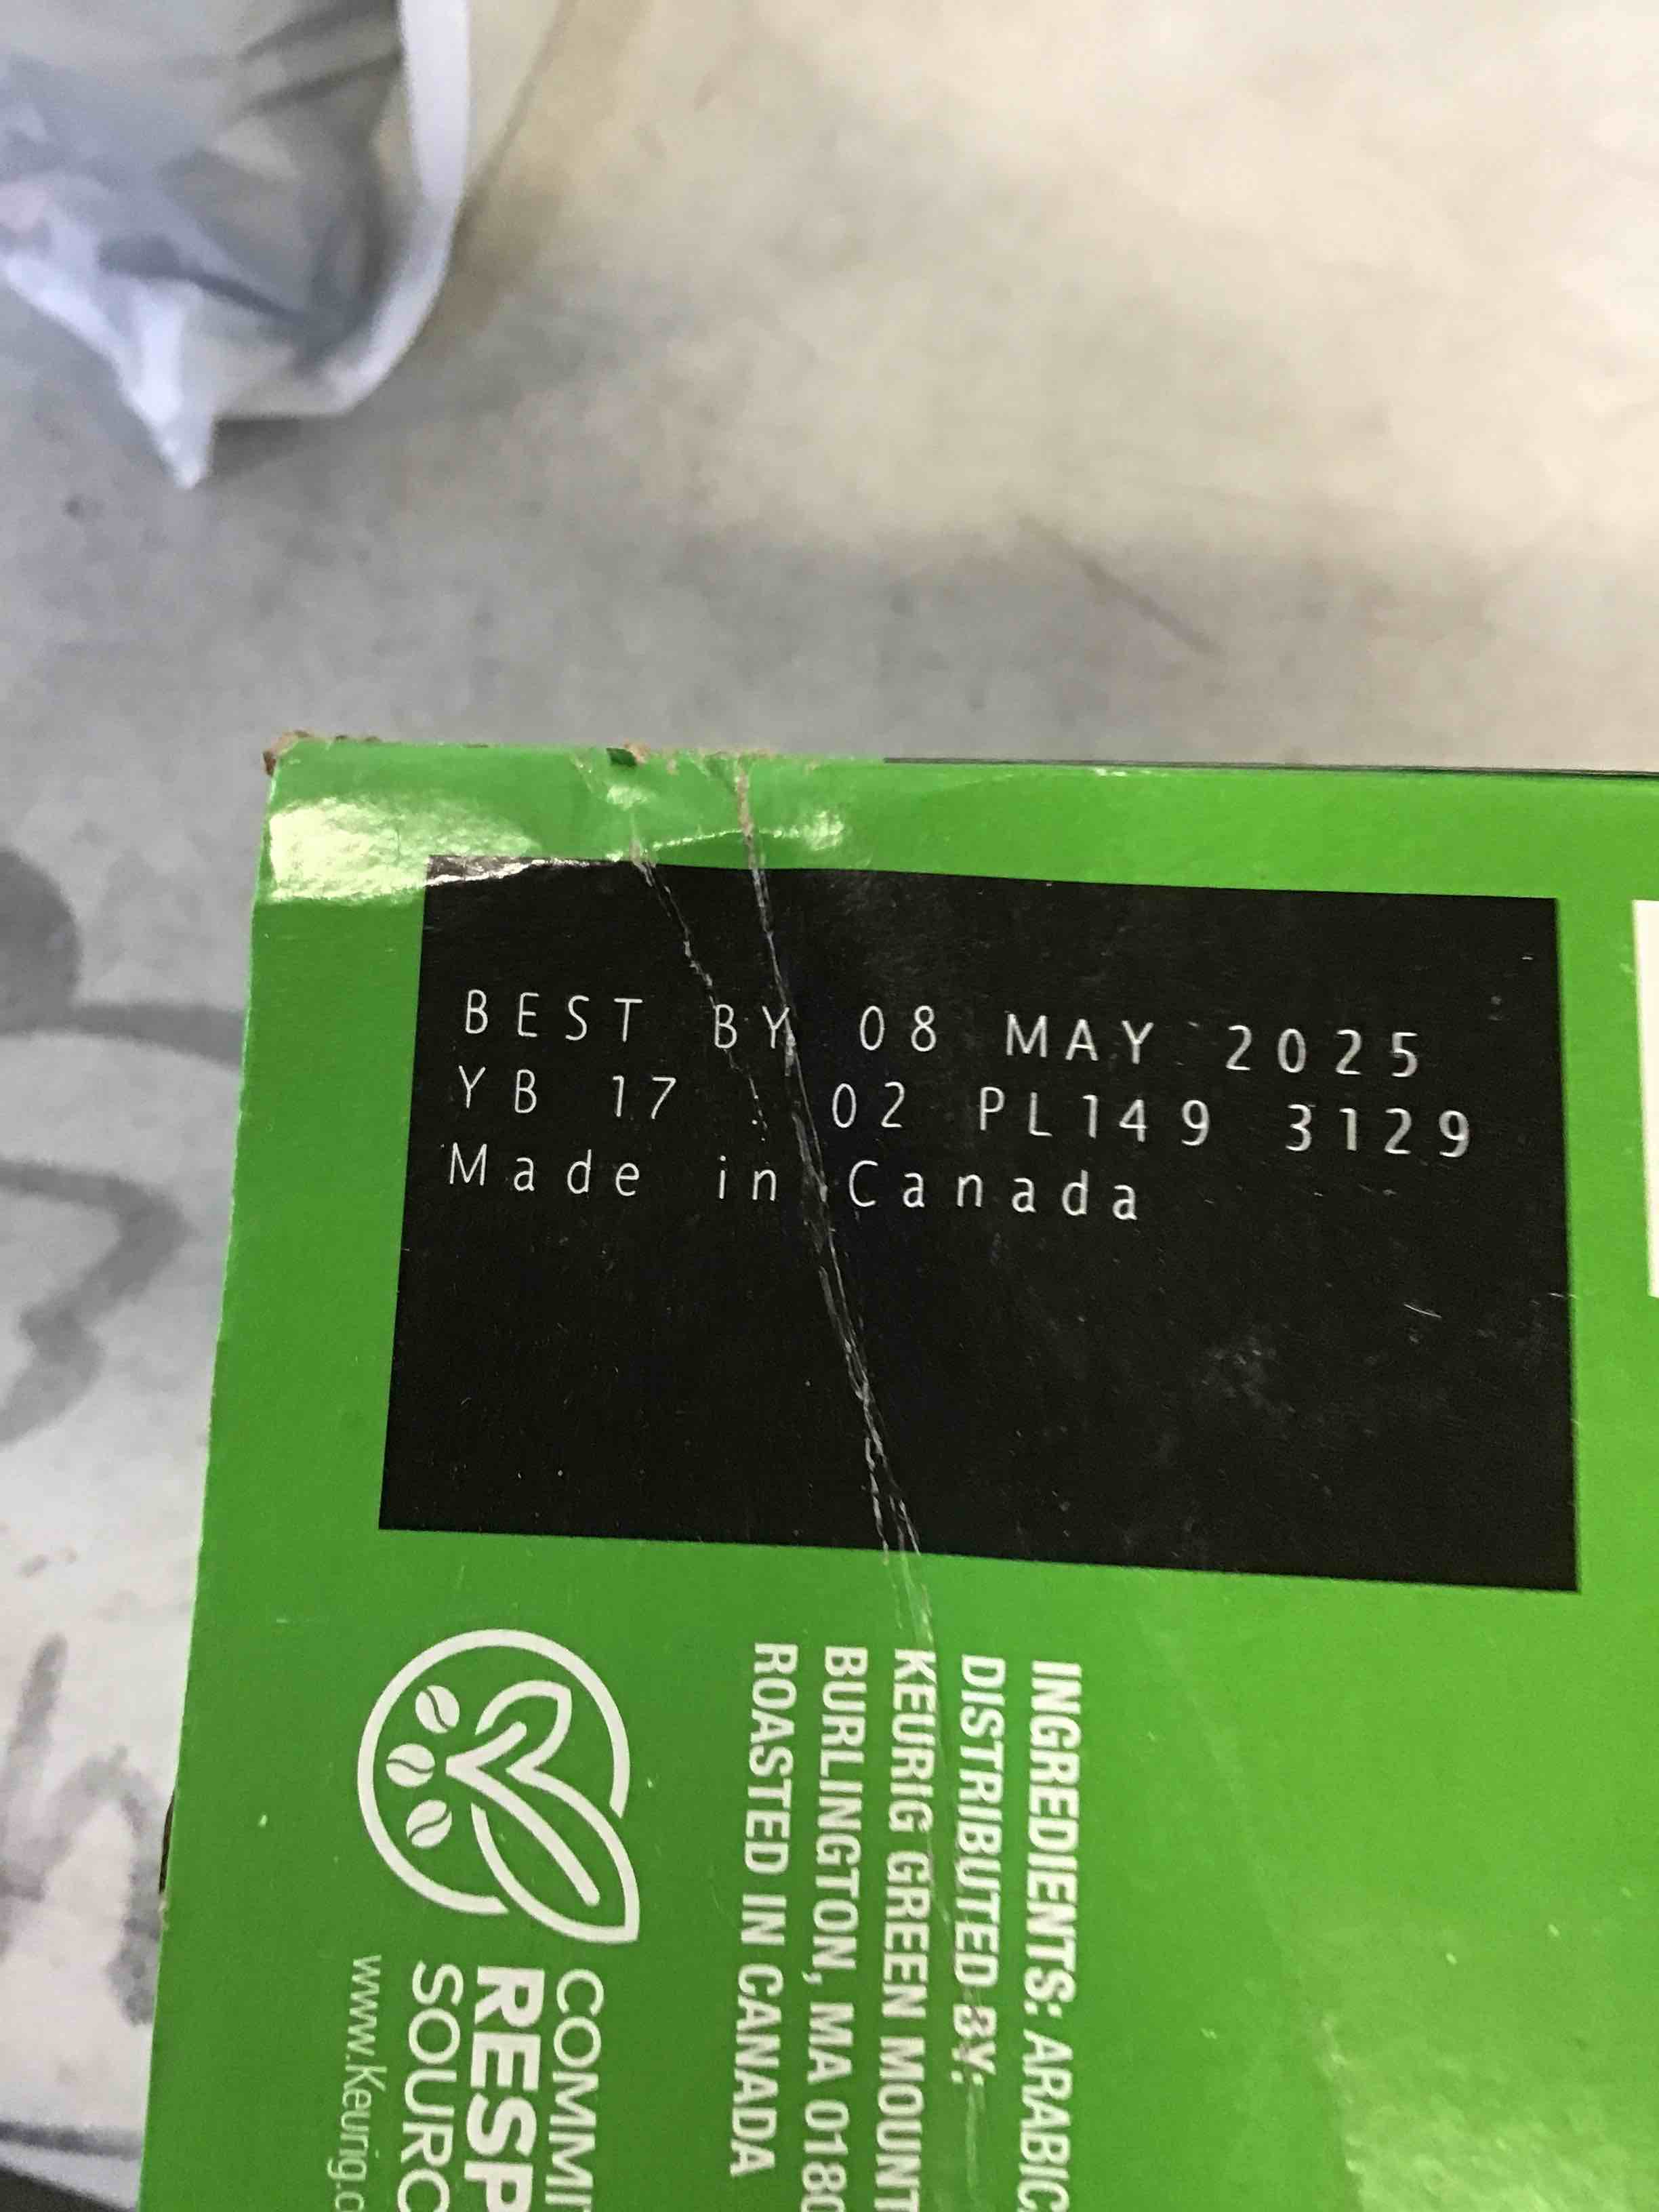 BEST BY 08 MAY 2025
YB 17 : 02 PL149 3129
Made in Canada
INGREDIENTS: ARABIC
DISTRIBUTED BY:
KEURIG GREEN MOUNT
BURLINGTON, MA 0180
ROASTED IN CANADA
COMMI
RESP
SOURC
www.Keurig.c